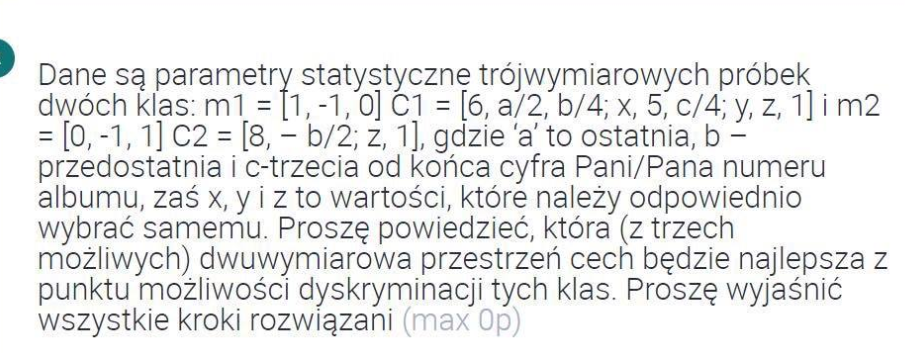 Dane są parametry statystyczne trójwymiarowych próbek
dwóch klas: m1 = [1, -1, 0] C1 = [6, a/2, b/4; x, 5, c/4; y, z, 1] i m2
= [0, -1, 1] C2 = [8, – b/2; z, 1], gdzie ‘a’ to ostatnia, b –
przedostatnia i c-trzecia od końca cyfra Pani/Pana numeru
albumu, zaś x, y i z to wartości, które należy odpowiednio
wybrać samemu. Proszę powiedzieć, która (z trzech
możliwych) dwuwymiarowa przestrzeń cech będzie najlepsza z
punktu możliwości dyskryminacji tych klas. Proszę wyjaśnić
wszystkie kroki rozwiązani (max 0p)